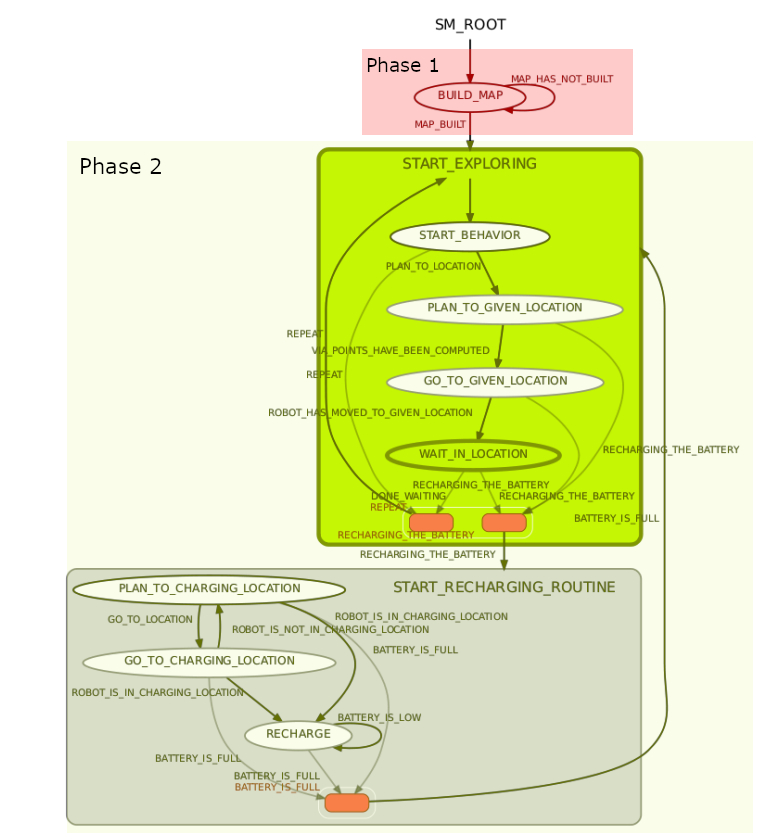 SM_ROOT
Phase 1
MAP_HAS_NOT_BUILT
BUILD_MAP
MAP_BUILT
Phase 2
START_EXPLORING
START_BEHAVIOR
PLAN_TO_LOCATION
PLAN_TO_GIVEN_LOCATION
REPEAT
VIA_POINTS_HAVE_BEEN_COMPUTED
REPEAT
GO_TO_GIVEN_LOCATION
ROBOT_HAS_MOVED_TO_GIVEN_LOCATION
WAIT_IN_LOCATION
RECHARGING_THE_BATTERY
RECHARGING_THE_BATTERY
DONE_WAITING
RECHARGING_THE_BATTERY
REPEAT
BATTERY_IS_FULL
RECHARGING_THE_BATTERY
RECHARGING_THE_BATTERY
START_RECHARGING_ROUTINE
PLAN_TO_CHARGING_LOCATION
GO_TO_LOCATION
ROBOT_IS_IN_CHARGING_LOCATION
ROBOT_IS_NOT_IN_CHARGING_LOCATION
BATTERY_IS_FULL
GO_TO_CHARGING_LOCATION
ROBOT_IS_IN_CHARGING_LOCATION
BATTERY_IS_LOW
RECHARGE
BATTERY_IS_FULL
BATTERY_IS_FULL
BATTERY_IS_FULL